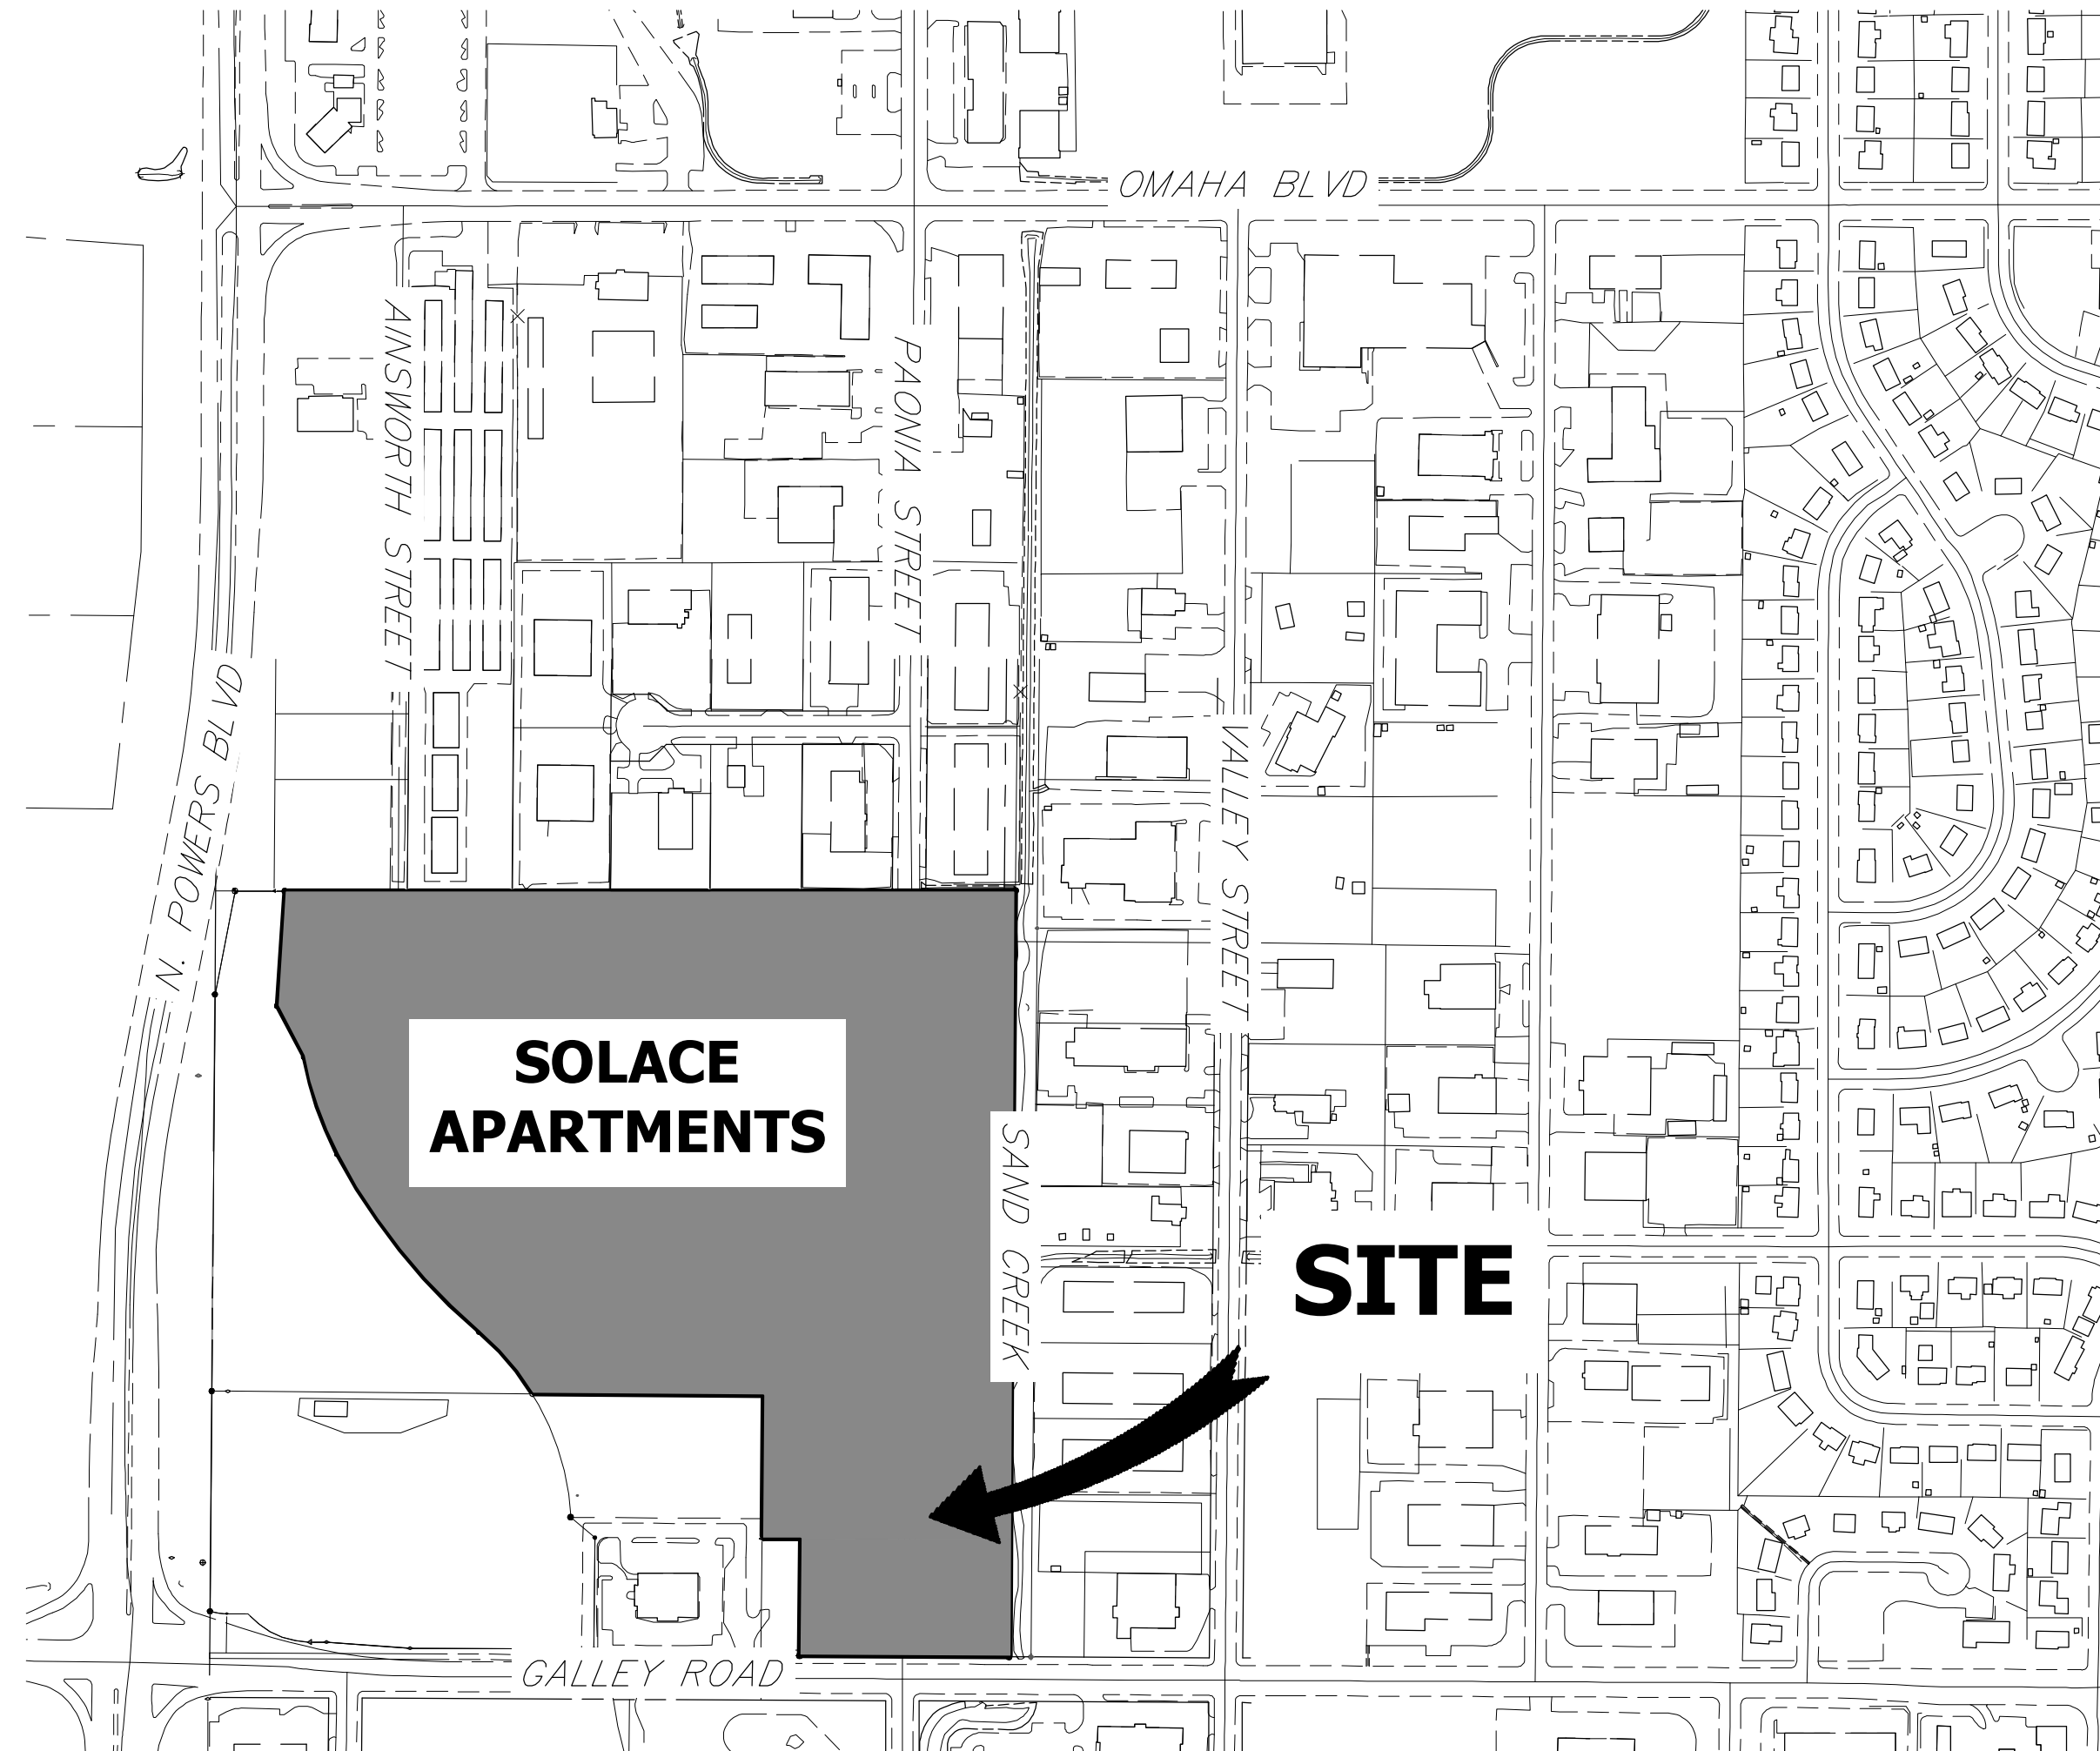 OMAHA BLVD
AINSWORTH STREET
PAONIA STREET
N. POWERS BLVD
VALLEY STREET
SOLACE
APARTMENTS
SAND CREEK
SITE
GALLEY ROAD